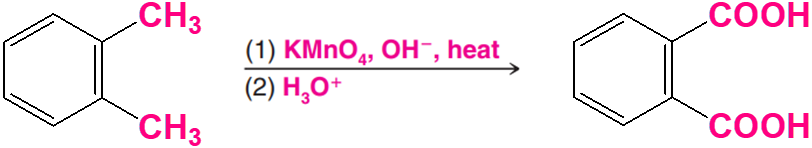 CH₃
CH₃
(1) KMnO₄, OH⁻, heat
(2) H₃O⁺
COOH
COOH